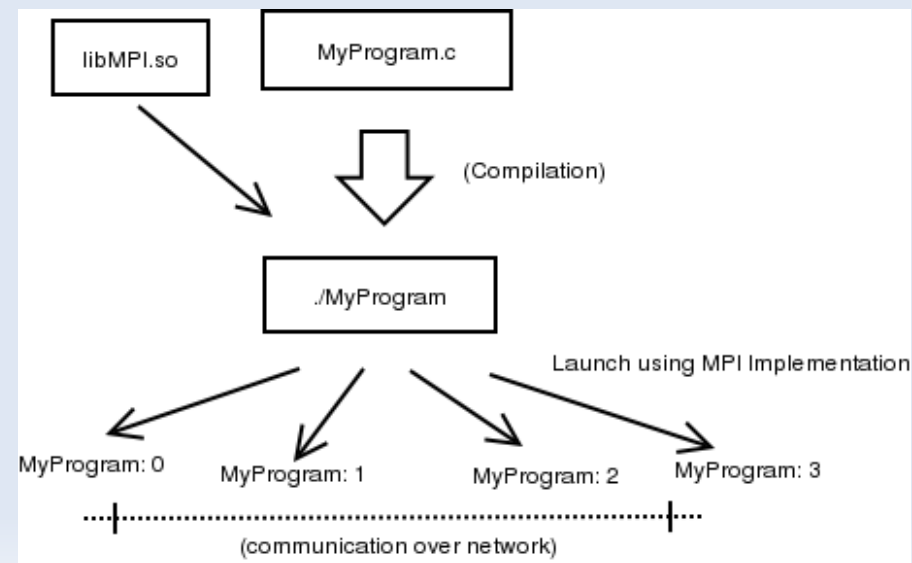 libMPI.so
MyProgram.c
(Compilation)
./MyProgram
Launch using MPI Implementation
MyProgram: 0
MyProgram: 1
MyProgram: 2
MyProgram: 3
(communication over network)